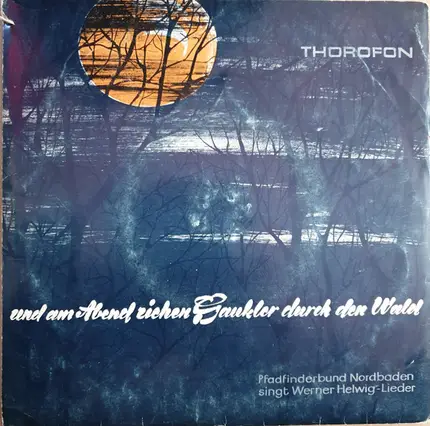 THOROFON
und am Abend ziehen Gaukler durch den Wald
Pfadfinderbund Nordbaden
singt Werner Helwig-Lieder